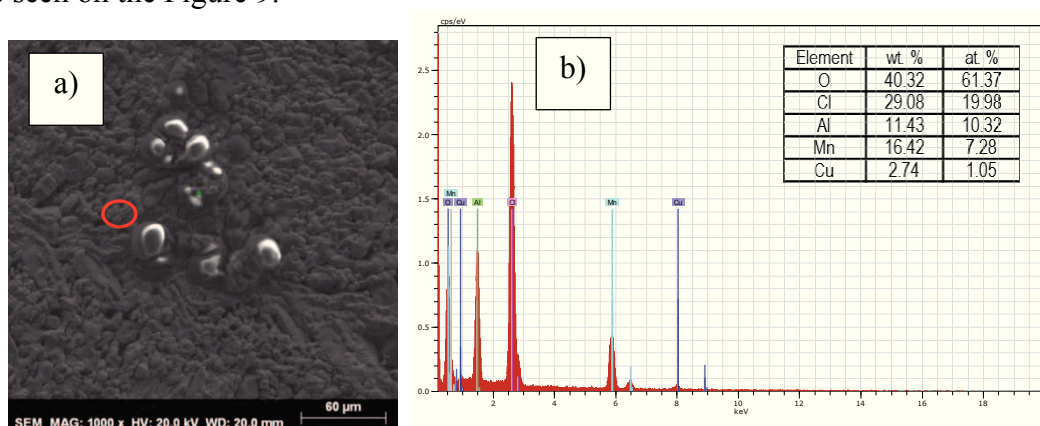 s seen on the Figure 9.
a)
60 µm
SEM MAG: 1000 x HV: 20.0 kV WD: 20.0 mm
b)
cps/eV
Element wt. % at. %
O 40.32 61.37
Cl 29.08 19.98
Al 11.43 10.32
Mn 16.42 7.28
Cu 2.74 1.05
2.5
2.0
1.5
1.0
0.5
0.0
Mn
O Cu Al Cl Mn Cu
2 4 6 8 10 12 14 16 18
keV